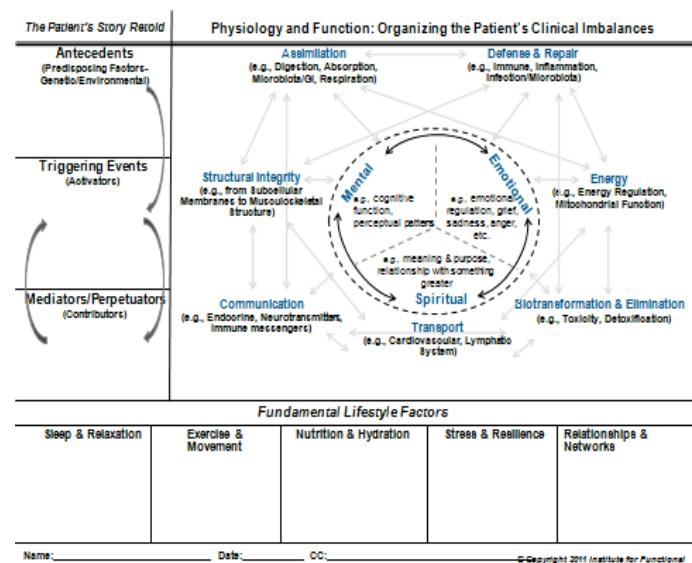 The Patient's Story Retold
Physiology and Function: Organizing the Patient's Clinical Imbalances
Antecedents
(Predisposing Factors-
Genetic/Environmental)
Triggering Events
(Activators)
Mediators/Perpetuators
(Contributors)
Assimilation
(e.g., Digestion, Absorption,
Microbiota/GI, Respiration)
Defense & Repair
(e.g., Immune, Inflammation,
Infection/Microbiota)
Structural Integrity
(e.g., from Subcellular
Membranes to Musculoskeletal
Structure)
Mental
e.g., cognitive
function,
perceptual patterns
Emotional
e.g., emotional
regulation, grief,
sadness, anger,
etc.
Energy
(e.g., Energy Regulation,
Mitochondrial Function)
e.g., meaning & purpose,
relationship with something
greater
Spiritual
Communication
(e.g., Endocrine, Neurotransmitters,
Immune messengers)
Biotransformation & Elimination
(e.g., Toxicity, Detoxification)
Transport
(e.g., Cardiovascular, Lymphatic
System)
Fundamental Lifestyle Factors
Sleep & Relaxation
Exercise &
Movement
Nutrition & Hydration
Stress & Resilience
Relationships &
Networks
Name: Date: CC:
© Copyright 2011 Institute for Functional